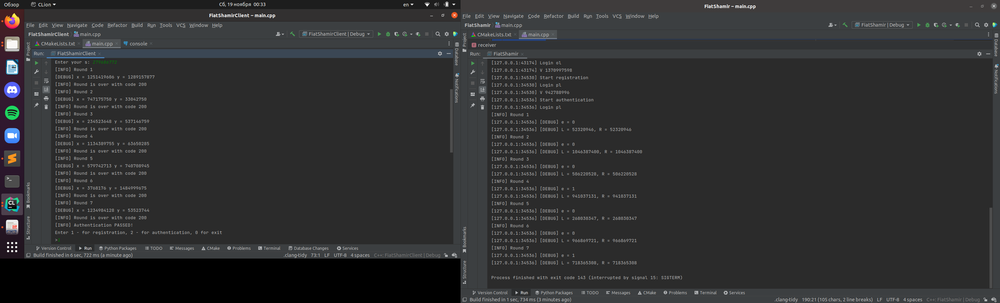 Обзор CLion Сб, 19 ноября 00:33 en
FiatShamirClient – main.cpp
File Edit View Navigate Code Refactor Build Run Tools VCS Window Help
FiatShamirClient main.cpp FiatShamirClient | Debug
CMakeLists.txt main.cpp console
Run: FiatShamirClient
Project
Bookmarks
Structure
Database
Notifications
Enter your s: 279686772
[INFO] Round 1
[DEBUG] x = 1251419606 y = 1289157877
[INFO] Round is over with code 200
[INFO] Round 2
[DEBUG] x = 747175750 y = 33042750
[INFO] Round is over with code 200
[INFO] Round 3
[DEBUG] x = 234523648 y = 537146759
[INFO] Round is over with code 200
[INFO] Round 4
[DEBUG] x = 1134389755 y = 63650285
[INFO] Round is over with code 200
[INFO] Round 5
[DEBUG] x = 579742713 y = 740708945
[INFO] Round is over with code 200
[INFO] Round 6
[DEBUG] x = 3768176 y = 1484999675
[INFO] Round is over with code 200
[INFO] Round 7
[DEBUG] x = 1234984128 y = 53523744
[INFO] Round is over with code 200
[INFO] Authentication PASSED!
Enter 1 - for registration, 2 - for authentication, 0 for exit
>1
Version Control Run Python Packages TODO Messages CMake Problems Terminal Database Changes Services
Build finished in 6 sec, 722 ms (a minute ago) .clang-tidy 73:1 LF UTF-8 4 spaces C++: FiatShamirClient | Debug
FiatShamir – main.cpp
File Edit View Navigate Code Refactor Build Run Tools VCS Window Help
FiatShamir main.cpp FiatShamir | Debug
CMakeLists.txt main.cpp
f receiver
Run: FiatShamir
Project
Bookmarks
Structure
Database
Notifications
[127.0.0.1:43174] Login ol
[127.0.0.1:43174] V 1370997598
[127.0.0.1:34530] Start registration
[127.0.0.1:34530] Login pl
[127.0.0.1:34530] V 942788996
[127.0.0.1:34536] Start authentication
[127.0.0.1:34536] Login pl
[INFO] Round 1
[127.0.0.1:34536] [DEBUG] e = 0
[127.0.0.1:34536] [DEBUG] L = 52320946, R = 52320946
[INFO] Round 2
[127.0.0.1:34536] [DEBUG] e = 0
[127.0.0.1:34536] [DEBUG] L = 1046387400, R = 1046387400
[INFO] Round 3
[127.0.0.1:34536] [DEBUG] e = 0
[127.0.0.1:34536] [DEBUG] L = 506220528, R = 506220528
[INFO] Round 4
[127.0.0.1:34536] [DEBUG] e = 1
[127.0.0.1:34536] [DEBUG] L = 941037131, R = 941037131
[INFO] Round 5
[127.0.0.1:34536] [DEBUG] e = 0
[127.0.0.1:34536] [DEBUG] L = 268030347, R = 268030347
[INFO] Round 6
[127.0.0.1:34536] [DEBUG] e = 0
[127.0.0.1:34536] [DEBUG] L = 966869721, R = 966869721
[INFO] Round 7
[127.0.0.1:34536] [DEBUG] e = 1
[127.0.0.1:34536] [DEBUG] L = 718365308, R = 718365308
Process finished with exit code 143 (interrupted by signal 15: SIGTERM)
Version Control Run Python Packages TODO Messages CMake Problems Terminal Services
Build finished in 1 sec, 734 ms (3 minutes ago) .clang-tidy 190:21 (105 chars, 2 line breaks) LF UTF-8 4 spaces C++: FiatShamir | Debug